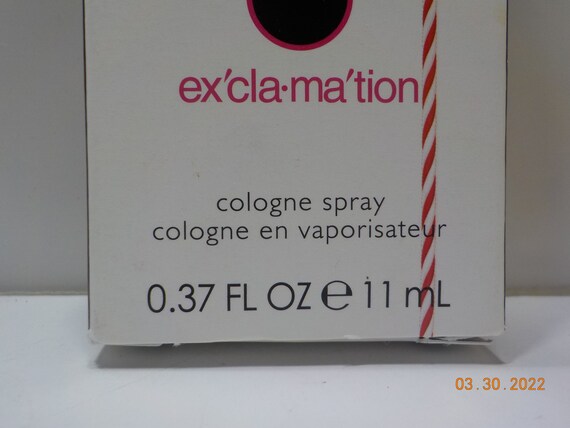 ex'cla·ma'tion
cologne spray
cologne en vaporisateur
0.37 FL OZ ℮ 11 mL
03.30.2022